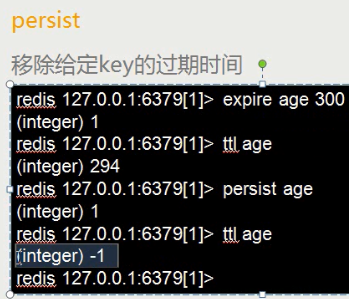 persist
移除给定key的过期时间
redis 127.0.0.1:6379[1]> expire age 300
(integer) 1
redis 127.0.0.1:6379[1]> ttl age
(integer) 294
redis 127.0.0.1:6379[1]> persist age
(integer) 1
redis 127.0.0.1:6379[1]> ttl age
(integer) -1
redis 127.0.0.1:6379[1]>